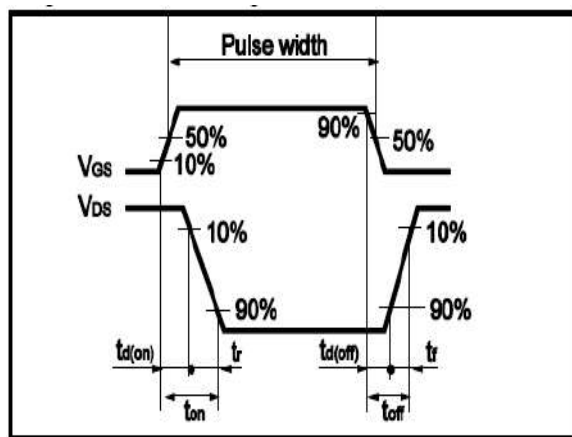 Pulse width
90%
50%
50%
10%
VGS
VDS
10%
10%
90%
90%
td(on)
tr
td(off)
tf
ton
toff